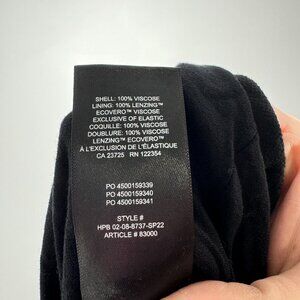 SHELL: 100% VISCOSE
LINING: 100% LENZING™
ECOVERO™ VISCOSE
EXCLUSIVE OF ELASTIC
COQUILLE: 100% VISCOSE
DOUBLURE: 100% VISCOSE
LENZING™ ECOVERO™
À L'EXCLUSION DE L'ÉLASTIQUE
CA 23725 RN 122354
PO 4500159339
PO 4500159340
PO 4500159341
STYLE #
HPB 02-08-8737-SP22
ARTICLE # 83000